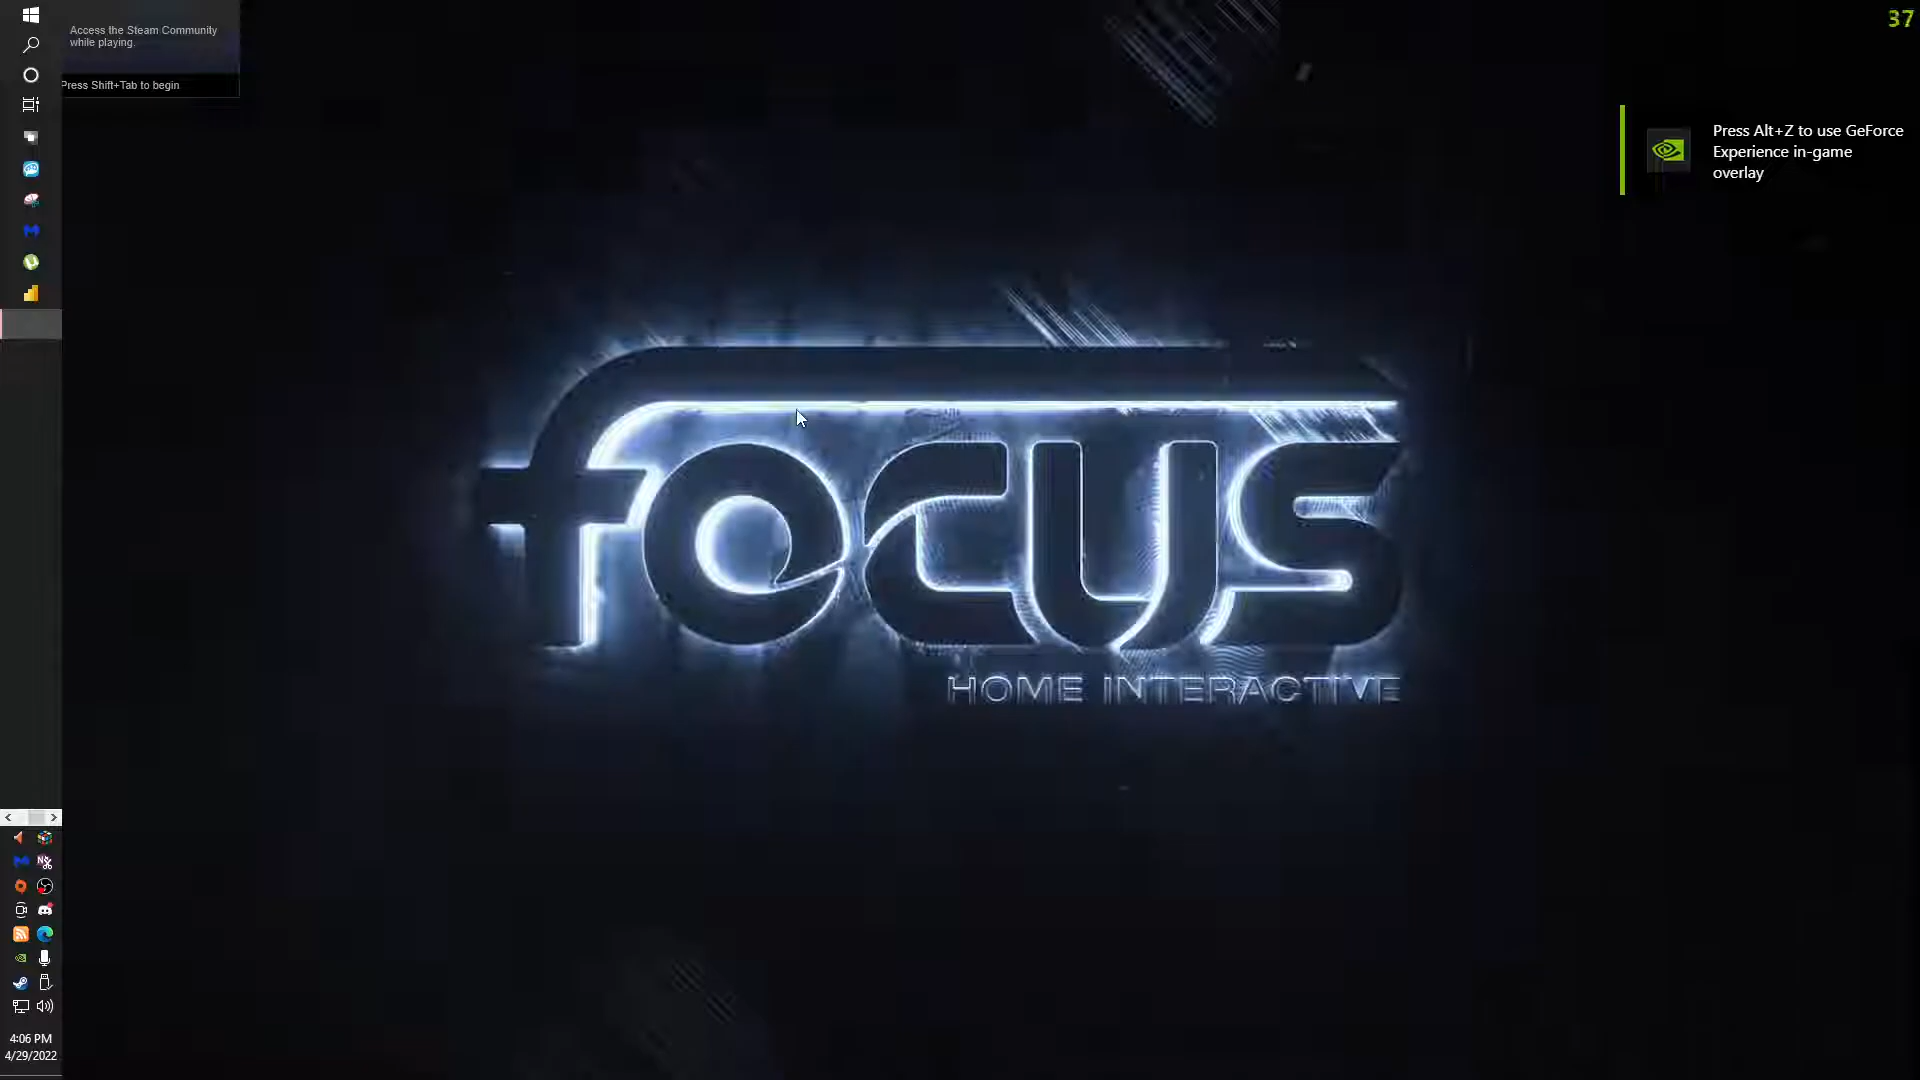 Access the Steam Community
while playing.
Press Shift+Tab to begin
37
Press Alt+Z to use GeForce
Experience in-game
overlay
focus
HOME INTERACTIVE
4:06 PM
4/29/2022